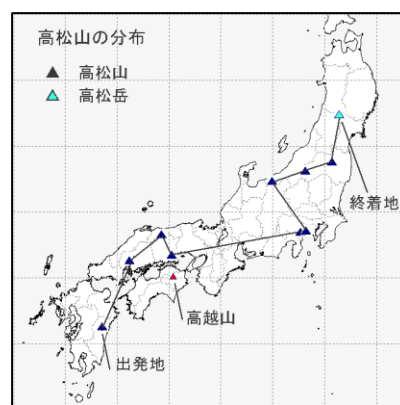 高松山の分布
高松山
高松岳
終着地
高越山
出発地